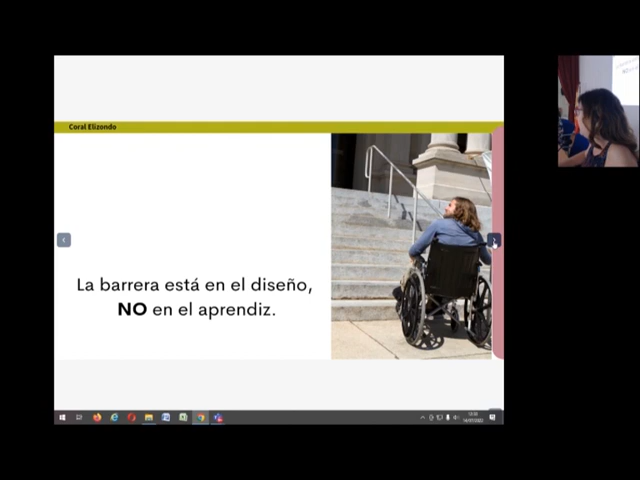 Coral Elizondo
La barrera está en el diseño,
NO en el aprendiz.